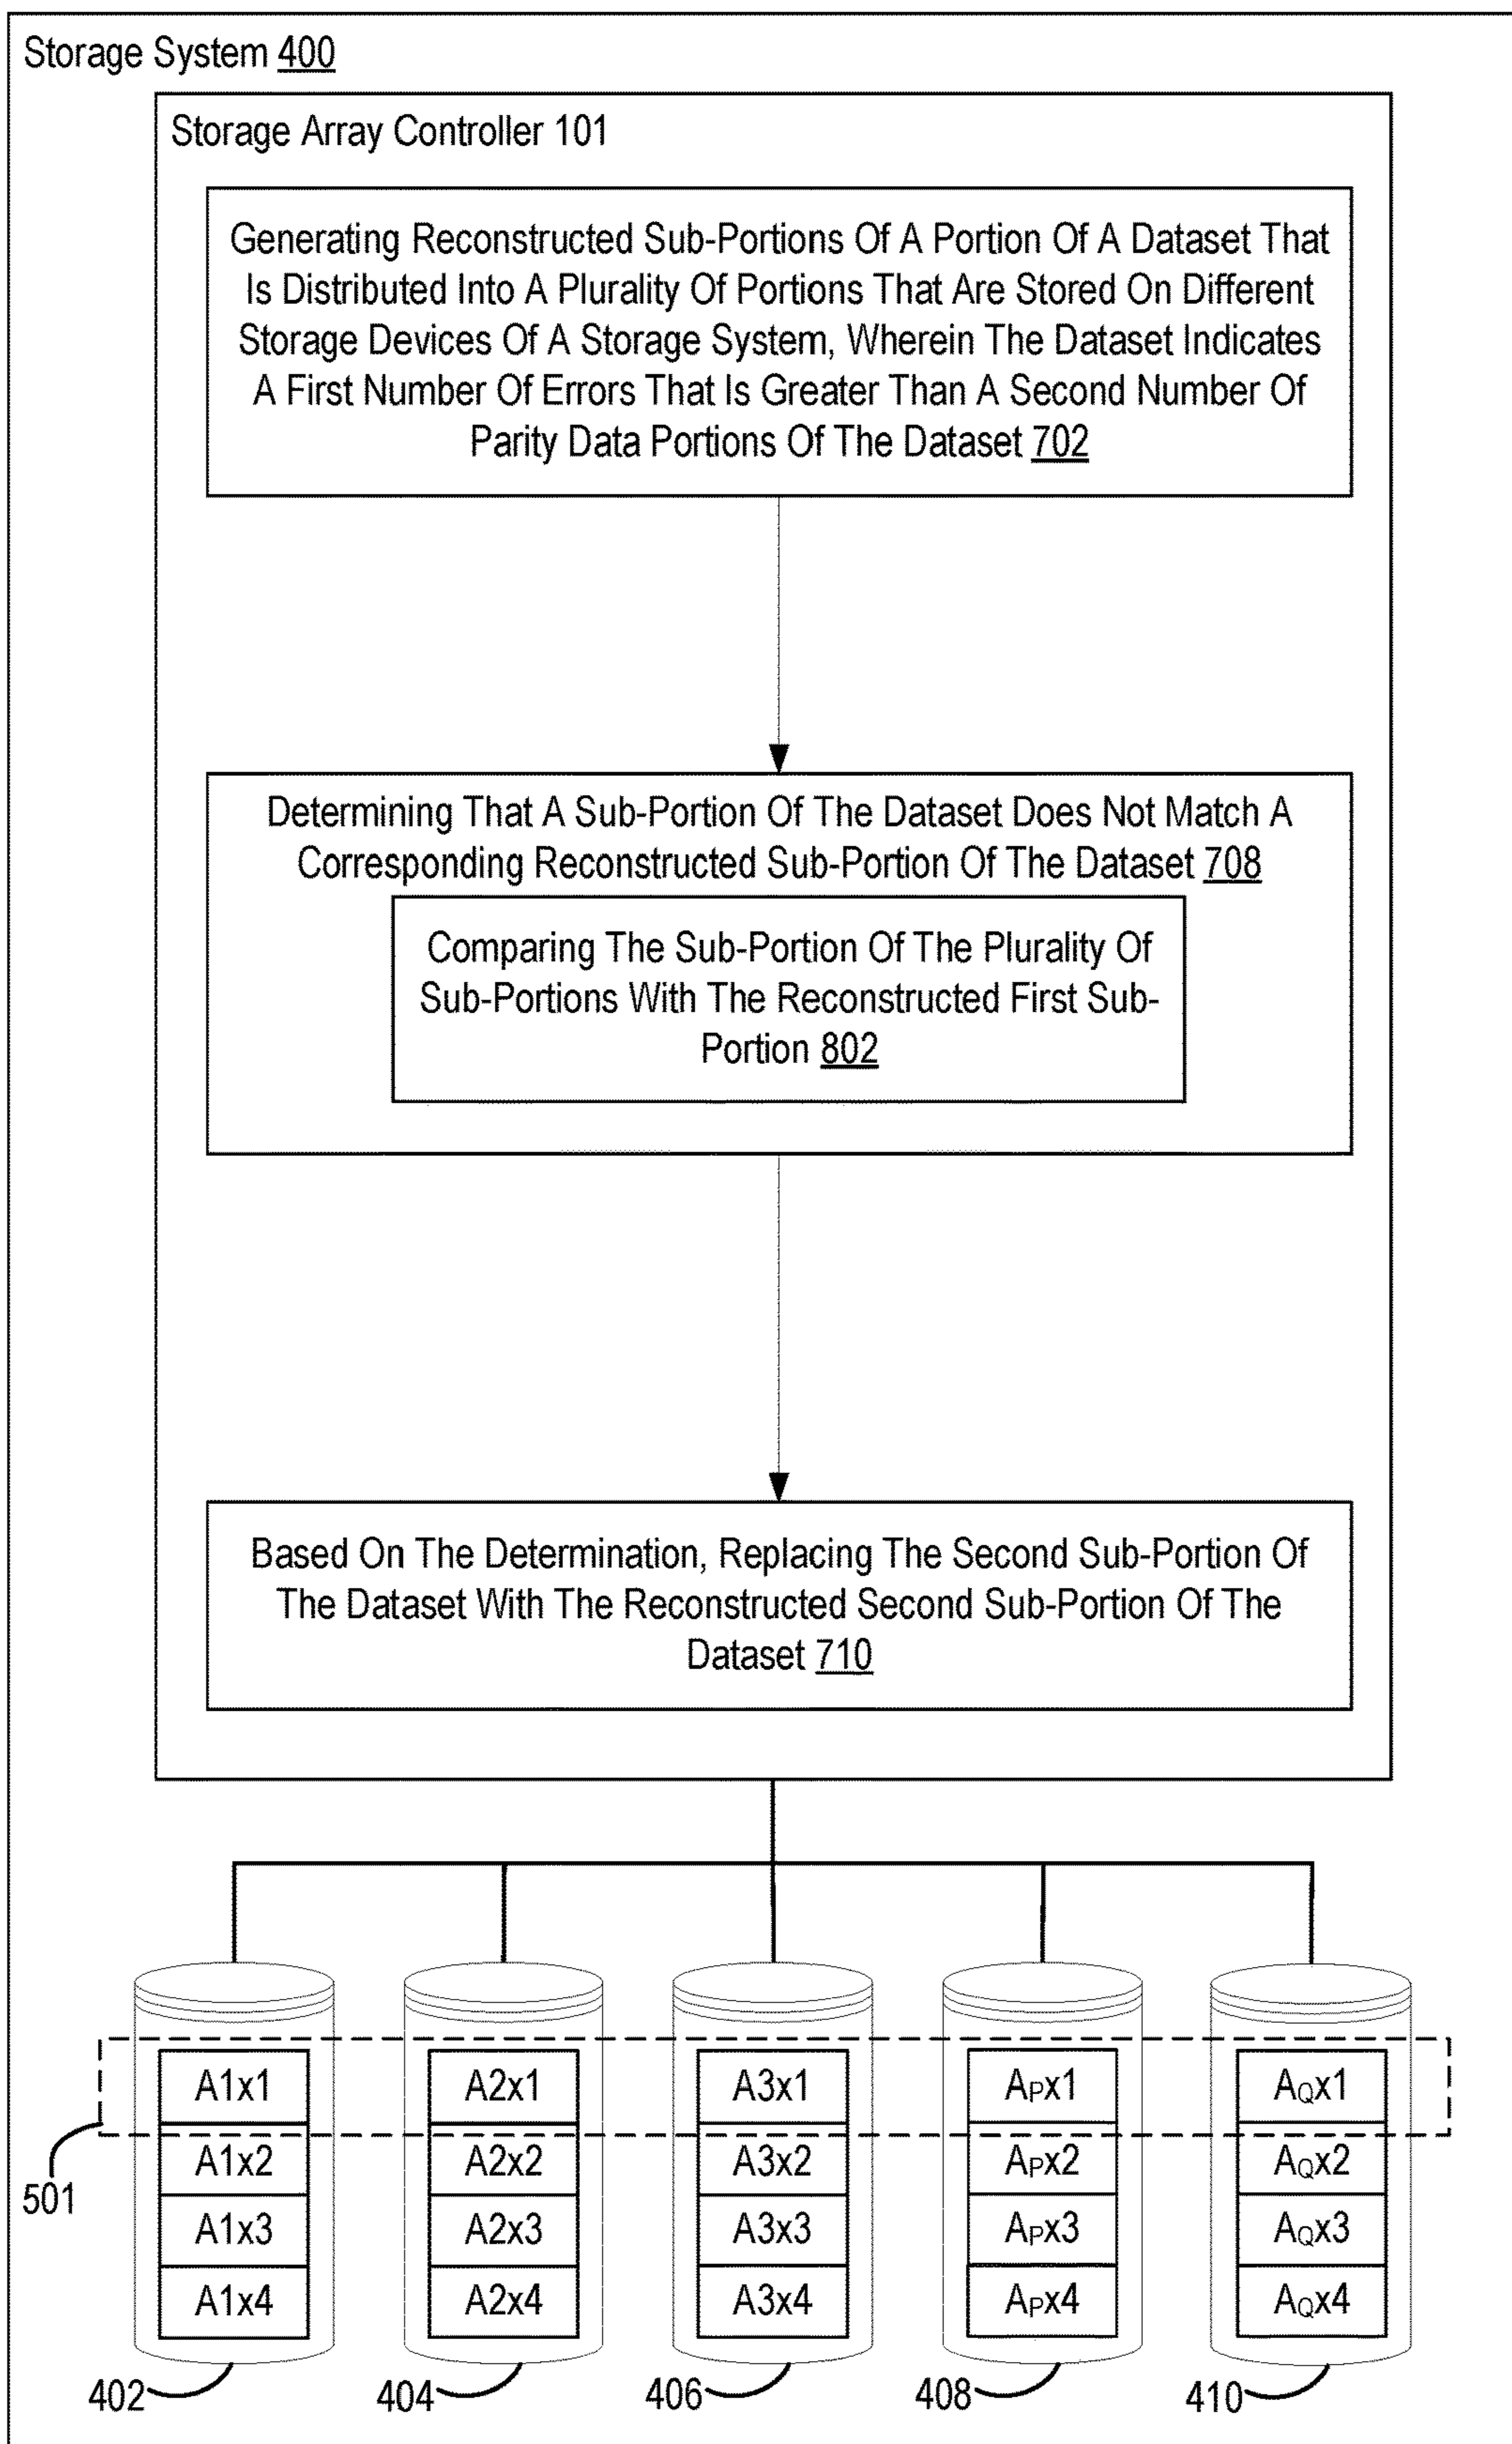 Storage System 400
Storage Array Controller 101
Generating Reconstructed Sub-Portions Of A Portion Of A Dataset That
Is Distributed Into A Plurality Of Portions That Are Stored On Different
Storage Devices Of A Storage System, Wherein The Dataset Indicates
A First Number Of Errors That Is Greater Than A Second Number Of
Parity Data Portions Of The Dataset 702
Determining That A Sub-Portion Of The Dataset Does Not Match A
Corresponding Reconstructed Sub-Portion Of The Dataset 708
Comparing The Sub-Portion Of The Plurality Of
Sub-Portions With The Reconstructed First Sub-
Portion 802
Based On The Determination, Replacing The Second Sub-Portion Of
The Dataset With The Reconstructed Second Sub-Portion Of The
Dataset 710
A1x1 A2x1 A3x1 APx1 AQx1
A1x2 A2x2 A3x2 APx2 AQx2
501
A1x3 A2x3 A3x3 APx3 AQx3
A1x4 A2x4 A3x4 APx4 AQx4
402 404 406 408 410